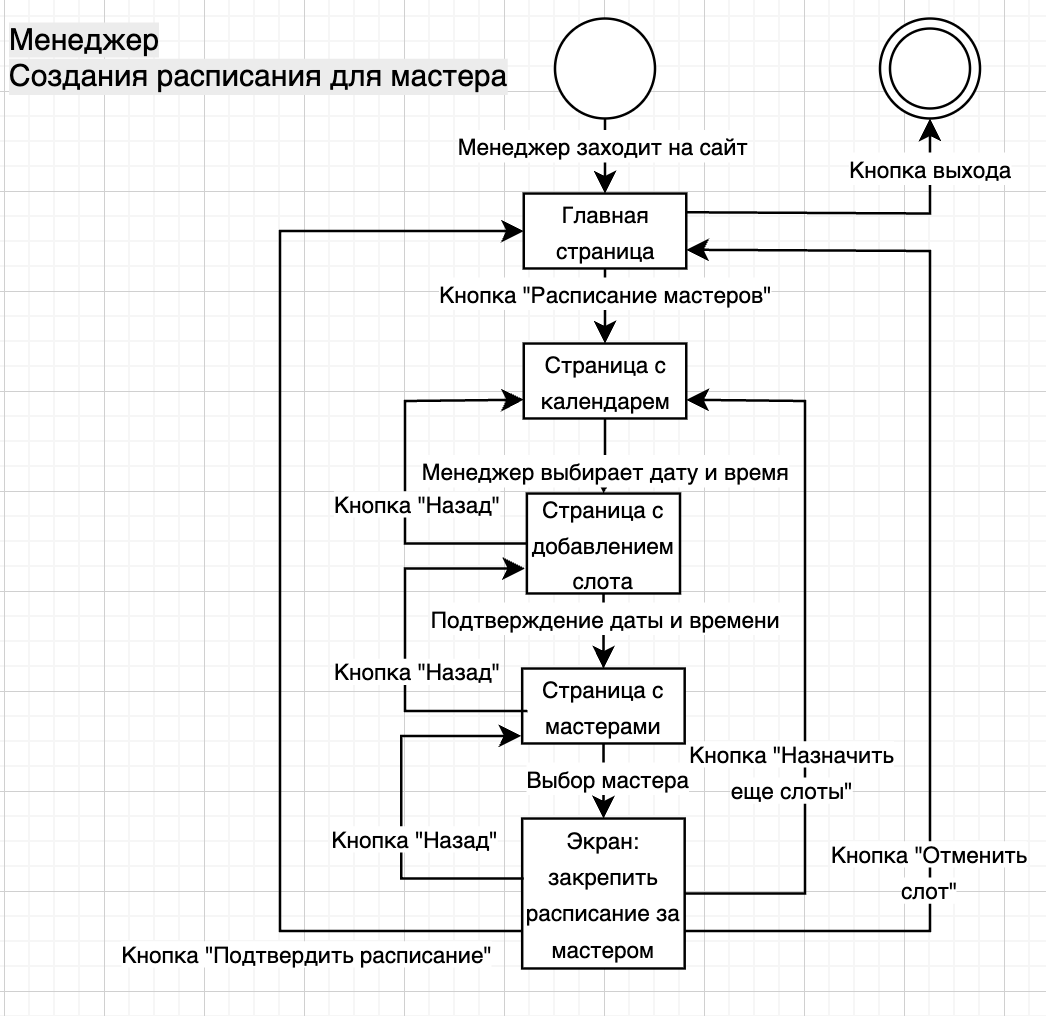 Менеджер
Создания расписания для мастера
Менеджер заходит на сайт
Кнопка выхода
Главная
страница
Кнопка "Расписание мастеров"
Страница с
календарем
Менеджер выбирает дату и время
Кнопка "Назад"
Страница с
добавлением
слота
Подтверждение даты и времени
Кнопка "Назад"
Страница с
мастерами
Кнопка "Назначить
еще слоты"
Выбор мастера
Кнопка "Назад"
Экран:
закрепить
расписание за
мастером
Кнопка "Отменить
слот"
Кнопка "Подтвердить расписание"